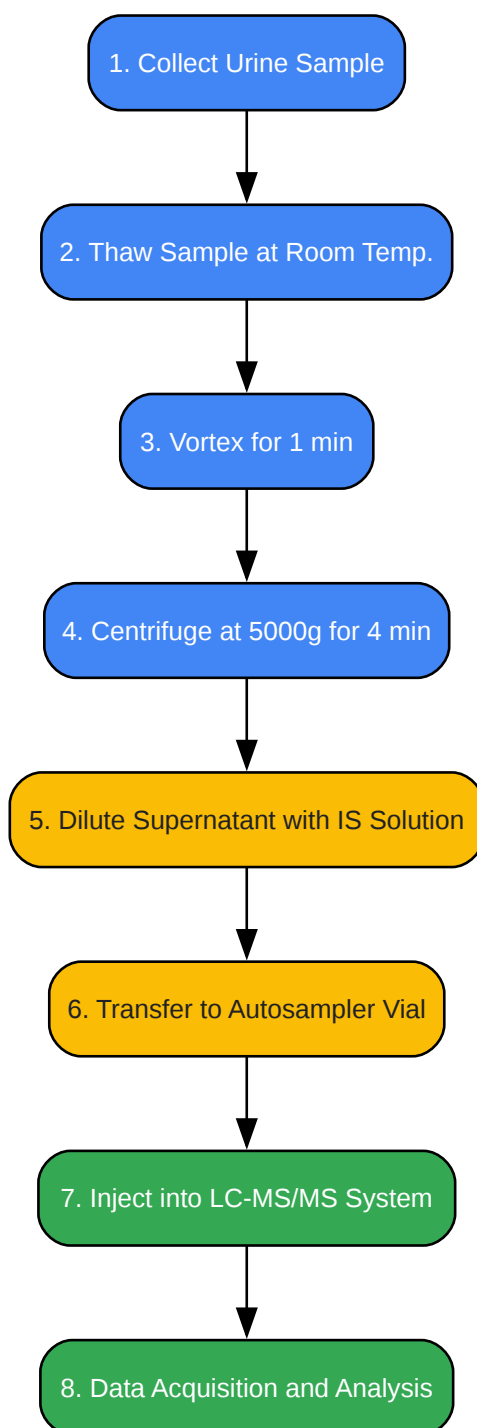 1. Collect Urine Sample
2. Thaw Sample at Room Temp.
3. Vortex for 1 min
4. Centrifuge at 5000g for 4 min
5. Dilute Supernatant with IS Solution
6. Transfer to Autosampler Vial
7. Inject into LC-MS/MS System
8. Data Acquisition and Analysis